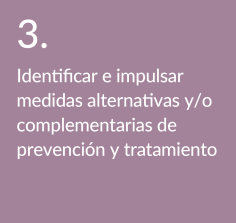 3.
Identificar e impulsar
medidas alternativas y/o
complementarias de
prevención y tratamiento